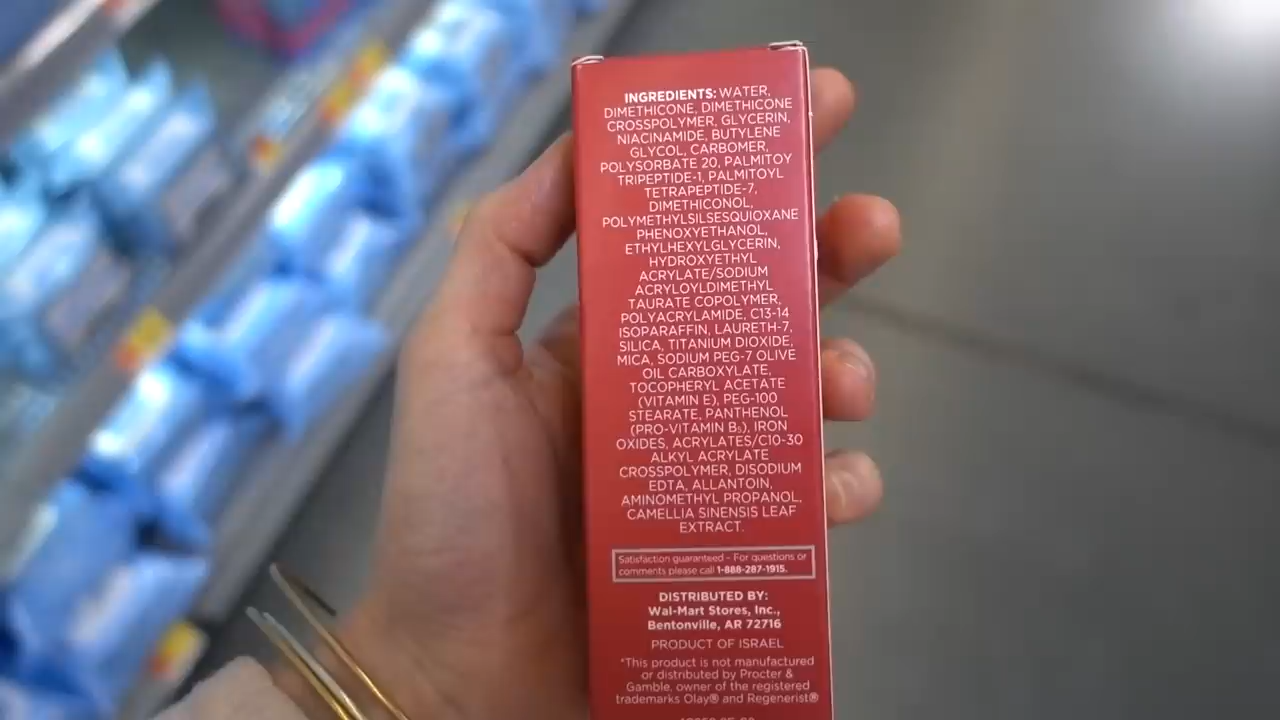 INGREDIENTS: WATER,
DIMETHICONE, DIMETHICONE
CROSSPOLYMER, GLYCERIN,
NIACINAMIDE, BUTYLENE
GLYCOL, CARBOMER,
POLYSORBATE 20, PALMITOY
TRIPEPTIDE-1, PALMITOYL
TETRAPEPTIDE-7,
DIMETHICONOL,
POLYMETHYLSILSESQUIOXANE
PHENOXYETHANOL,
ETHYLHEXYLGLYCERIN,
HYDROXYETHYL
ACRYLATE/SODIUM
ACRYLOYLDIMETHYL
TAURATE COPOLYMER,
POLYACRYLAMIDE, C13-14
ISOPARAFFIN, LAURETH-7,
SILICA, TITANIUM DIOXIDE,
MICA, SODIUM PEG-7 OLIVE
OIL CARBOXYLATE,
TOCOPHERYL ACETATE
(VITAMIN E), PEG-100
STEARATE, PANTHENOL
(PRO-VITAMIN B₅), IRON
OXIDES, ACRYLATES/C10-30
ALKYL ACRYLATE
CROSSPOLYMER, DISODIUM
EDTA, ALLANTOIN,
AMINOMETHYL PROPANOL,
CAMELLIA SINENSIS LEAF
EXTRACT.
Satisfaction guaranteed – For questions or
comments please call 1-888-287-1915.
DISTRIBUTED BY:
Wal-Mart Stores, Inc.,
Bentonville, AR 72716
PRODUCT OF ISRAEL
*This product is not manufactured
or distributed by Procter &
Gamble, owner of the registered
trademarks Olay® and Regenerist®